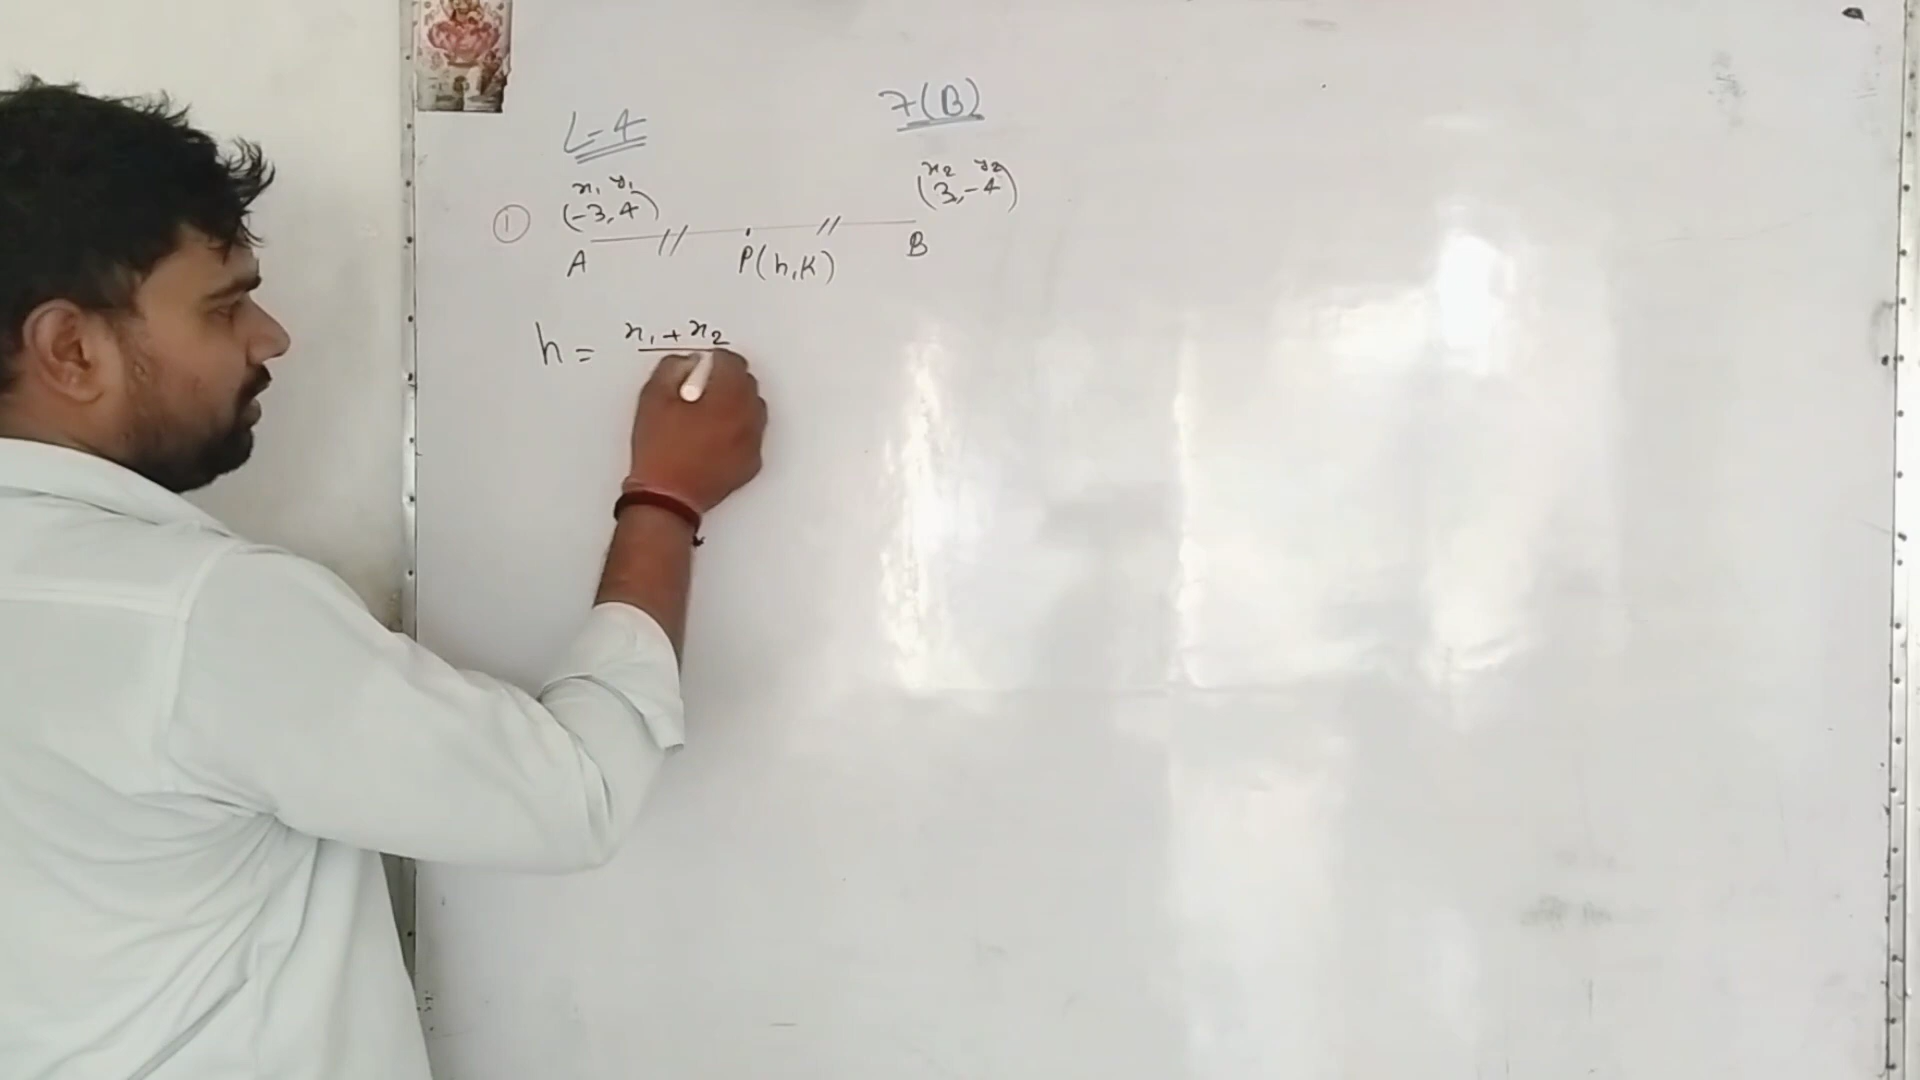 L-4
7(B)
x₁ y₁
(-3,4)
x₂ y₂
(3,-4)
①
A
P(h,k)
B
h = x₁+x₂